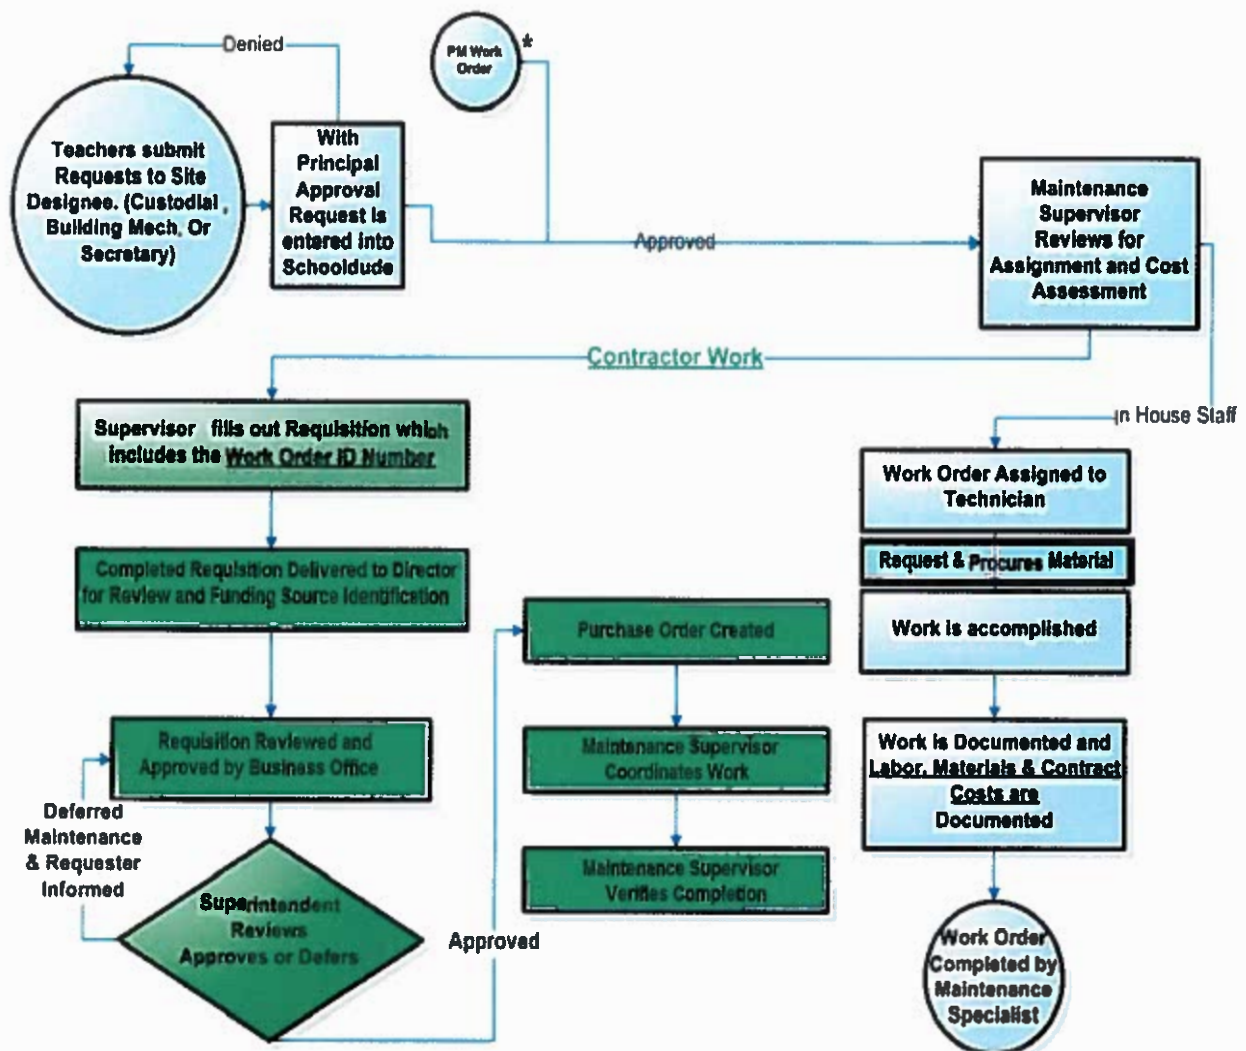 Denied
PM Work
Order
*
Teachers submit
Requests to Site
Designee. (Custodial,
Building Mech. Or
Secretary)
With
Principal
Approval
Request is
entered into
Schooldude
Approved
Maintenance
Supervisor
Reviews for
Assignment and Cost
Assessment
Contractor Work
In House Staff
Supervisor fills out Requisition which
includes the Work Order ID Number
Completed Requisition Delivered to Director
for Review and Funding Source Identification
Requisition Reviewed and
Approved by Business Office
Deferred
Maintenance
& Requester
Informed
Superintendent
Reviews
Approves or Defers
Approved
Purchase Order Created
Maintenance Supervisor
Coordinates Work
Maintenance Supervisor
Verifies Completion
Work Order Assigned to
Technician
Request & Procures Material
Work is accomplished
Work is Documented and
Labor, Materials & Contract
Costs are
Documented
Work Order
Completed by
Maintenance
Specialist